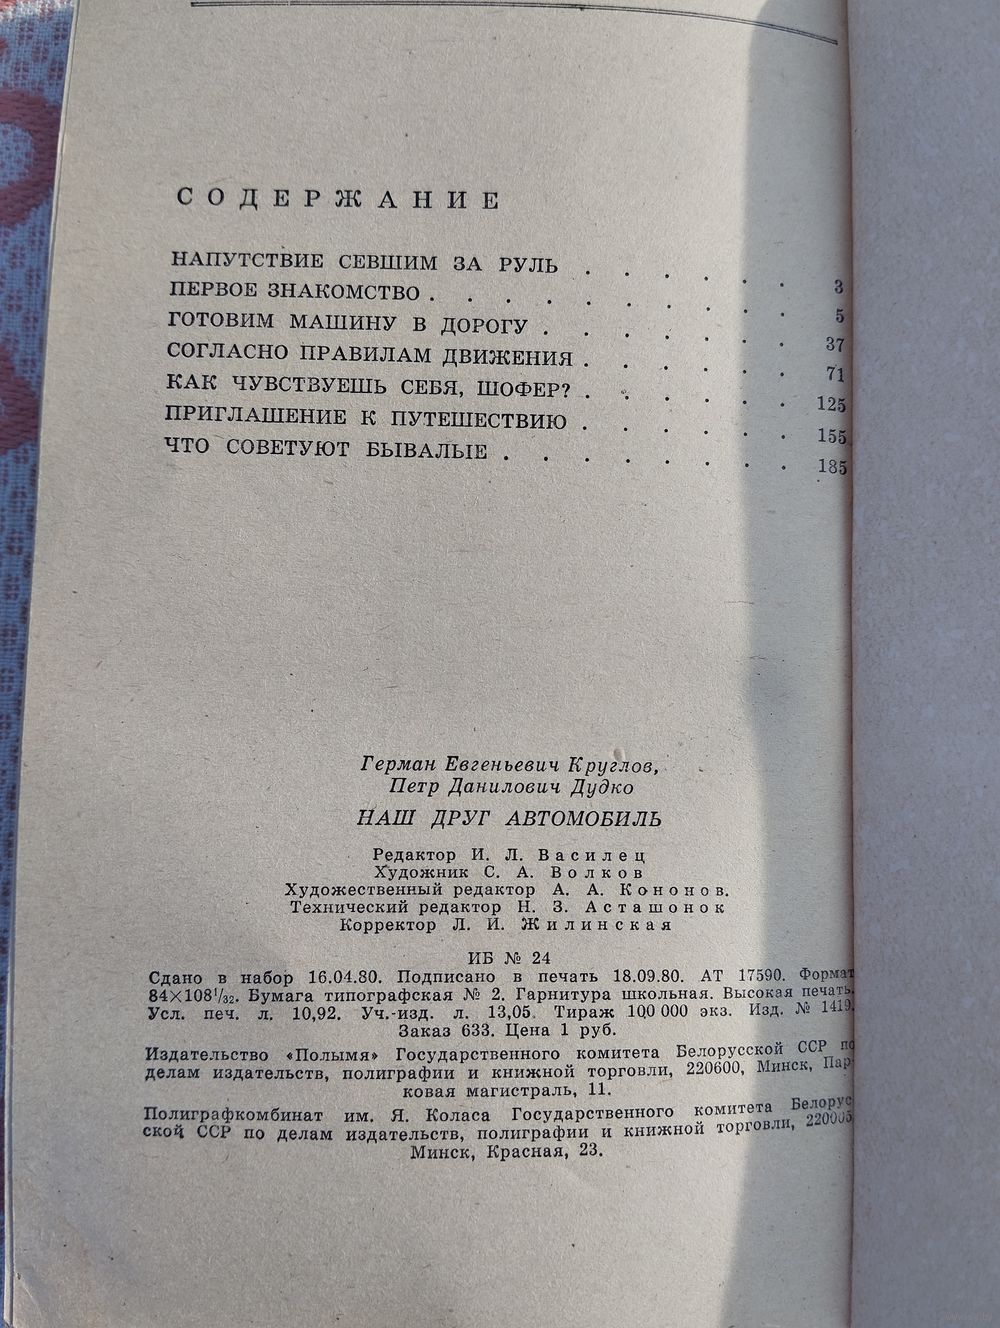 СОДЕРЖАНИЕ
НАПУТСТВИЕ СЕВШИМ ЗА РУЛЬ . . . . . . 3
ПЕРВОЕ ЗНАКОМСТВО . . . . . . . . . . 5
ГОТОВИМ МАШИНУ В ДОРОГУ . . . . . . . 37
СОГЛАСНО ПРАВИЛАМ ДВИЖЕНИЯ . . . . . . 71
КАК ЧУВСТВУЕШЬ СЕБЯ, ШОФЕР? . . . . . . 125
ПРИГЛАШЕНИЕ К ПУТЕШЕСТВИЮ . . . . . . 155
ЧТО СОВЕТУЮТ БЫВАЛЫЕ . . . . . . . . 185
Герман Евгеньевич Круглов,
Петр Данилович Дудко
НАШ ДРУГ АВТОМОБИЛЬ
Редактор И. Л. Василец
Художник С. А. Волков
Художественный редактор А. А. Кононов.
Технический редактор Н. З. Асташонок
Корректор Л. И. Жилинская
ИБ № 24
Сдано в набор 16.04.80. Подписано в печать 18.09.80. АТ 17590. Формат
84×108¹/₃₂. Бумага типографская № 2. Гарнитура школьная. Высокая печать.
Усл. печ. л. 10,92. Уч.-изд. л. 13,05. Тираж 100 000 экз. Изд. № 1419.
Заказ 633. Цена 1 руб.
Издательство «Полымя» Государственного комитета Белорусской ССР по
делам издательств, полиграфии и книжной торговли, 220600, Минск, Пар-
ковая магистраль, 11.
Полиграфкомбинат им. Я. Коласа Государственного комитета Белорус-
ской ССР по делам издательств, полиграфии и книжной торговли, 220005
Минск, Красная, 23.